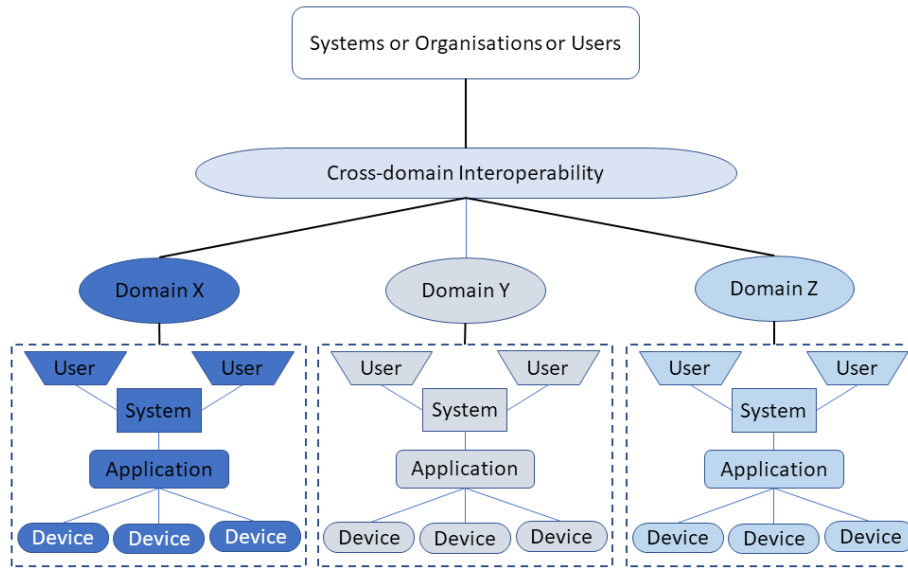 Systems or Organisations or Users
Cross-domain Interoperability
Domain X
Domain Y
Domain Z
User
User
User
User
User
User
System
System
System
Application
Application
Application
Device
Device
Device
Device
Device
Device
Device
Device
Device